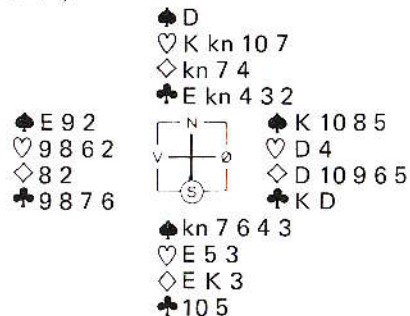 ♠ D
♡ K kn 10 7
♢ kn 7 4
♣ E kn 4 3 2
♠ E 9 2
♡ 9 8 6 2
♢ 8 2
♣ 9 8 7 6
N
V Ø
S
♠ K 10 8 5
♡ D 4
♢ D 10 9 6 5
♣ K D
♠ kn 7 6 4 3
♡ E 5 3
♢ E K 3
♣ 10 5